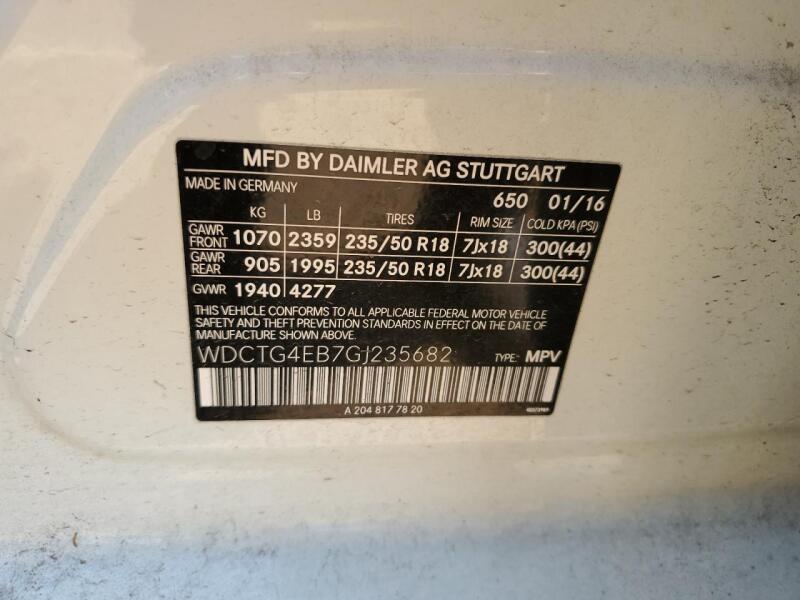 MFD BY DAIMLER AG STUTTGART
MADE IN GERMANY 650 01/16
KG LB TIRES RIM SIZE COLD KPA (PSI)
GAWR FRONT 1070 2359 235/50 R18 7Jx18 300(44)
GAWR REAR 905 1995 235/50 R18 7Jx18 300(44)
GVWR 1940 4277
THIS VEHICLE CONFORMS TO ALL APPLICABLE FEDERAL MOTOR VEHICLE
SAFETY AND THEFT BUMPER STANDARDS IN EFFECT ON THE DATE OF
MANUFACTURE SHOWN ABOVE.
WDCTG4EB7GJ235682 TYPE: MPV
A 204 817 78 20